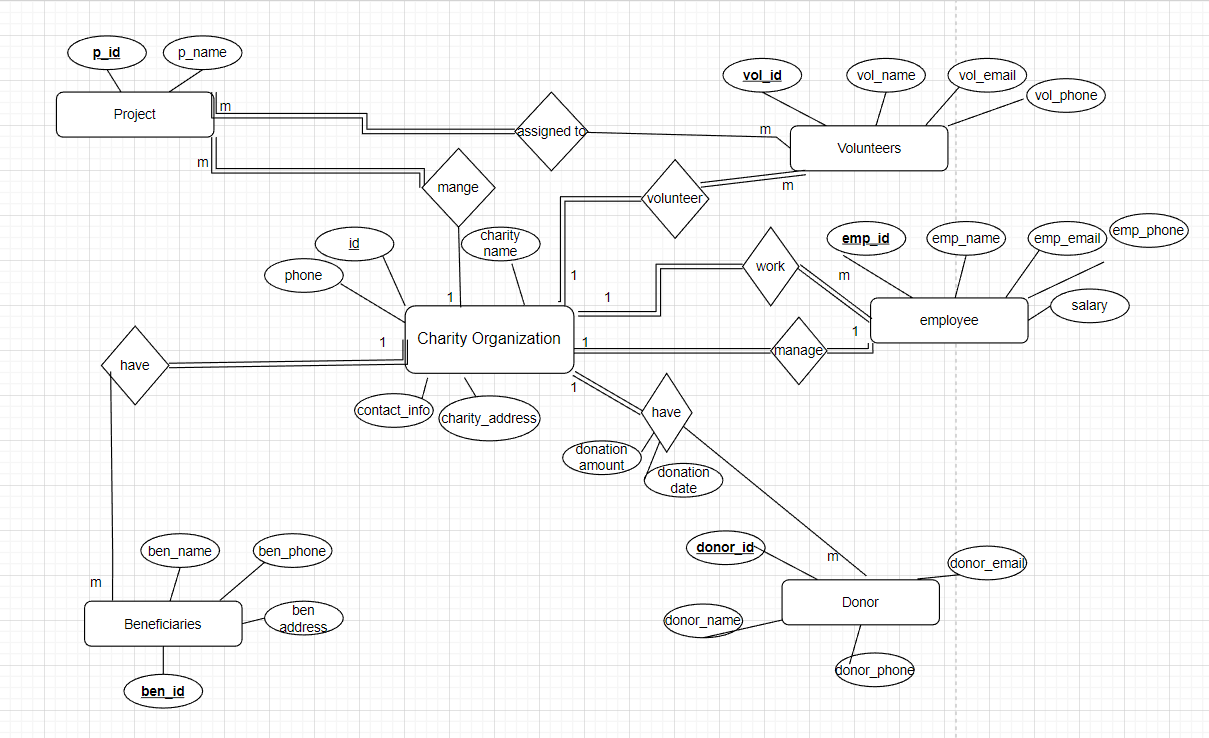 p_id
p_name
Project
m
assigned to
m
vol_id
vol_name
vol_email
vol_phone
Volunteers
m
mange
1
volunteer
m
1
id
phone
charity
name
Charity Organization
contact_info
charity_address
1
work
m
emp_id
emp_name
emp_email
emp_phone
salary
employee
1
manage
1
1
have
donation
amount
donation
date
m
have
1
m
ben_name
ben_phone
Beneficiaries
ben
address
ben_id
donor_id
donor_email
Donor
donor_name
donor_phone